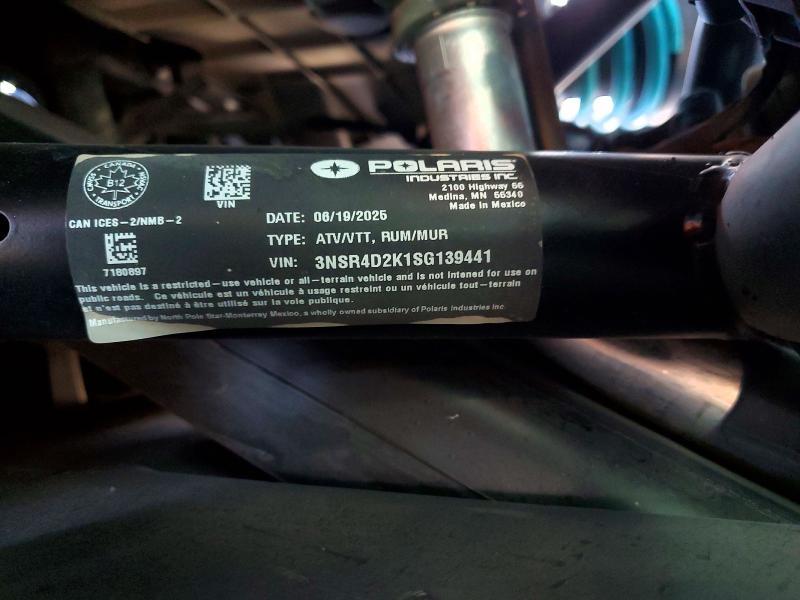 CANADA
B12
TRANSPORT
VIN
POLARIS
INDUSTRIES INC.
2100 Highway 55
Medina, MN 55340
Made in Mexico
CAN ICES-2/NMB-2
7180897
DATE: 06/19/2025
TYPE: ATV/VTT, RUM/MUR
VIN: 3NSR4D2K1SG139441
This vehicle is a restricted-use vehicle or all-terrain vehicle and is not intended for use on
public roads. Ce véhicule est un véhicule à usage restreint ou un véhicule tout-terrain
et n'est pas destiné à être utilisé sur la voie publique.
Manufactured by North Pole Star-Monterrey Mexico, a wholly owned subsidiary of Polaris Industries Inc